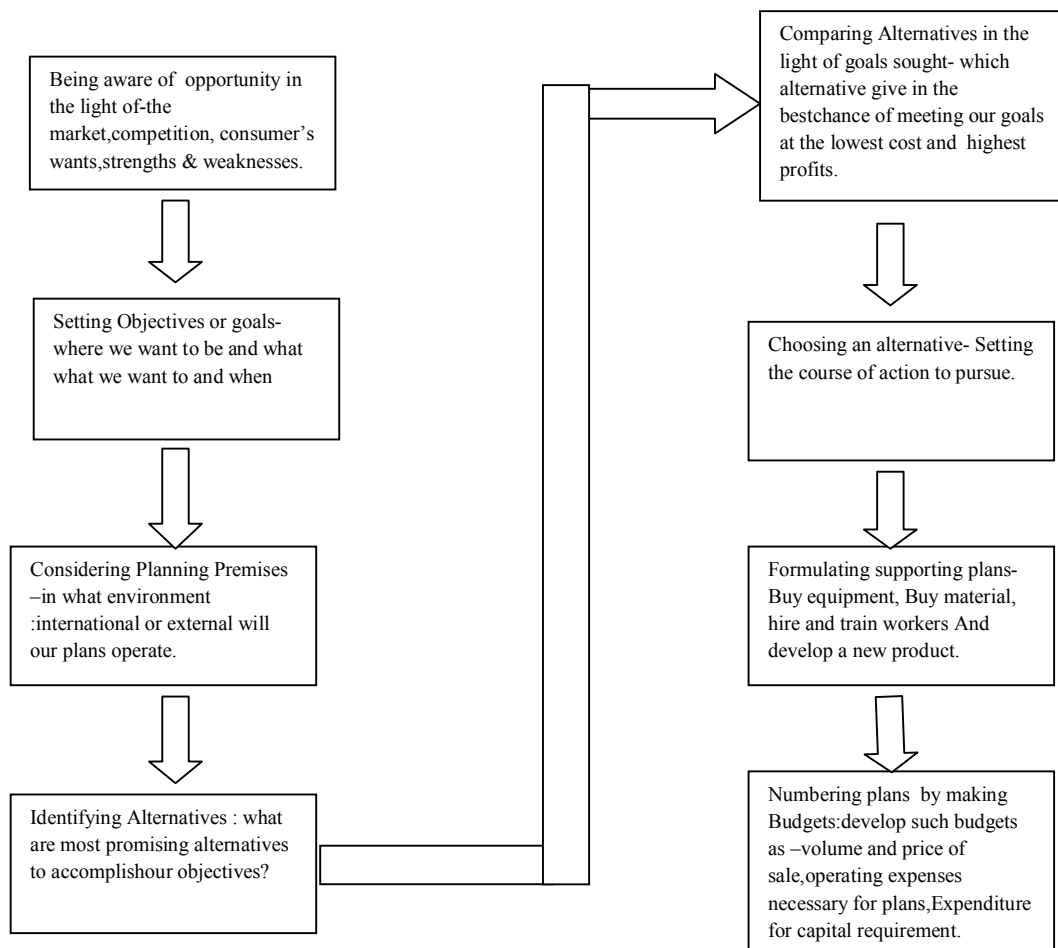 Being aware of opportunity in
the light of-the
market,competition, consumer’s
wants,strengths & weaknesses.
Setting Objectives or goals-
where we want to be and what
what we want to and when
Considering Planning Premises
–in what environment
:international or external will
our plans operate.
Identifying Alternatives : what
are most promising alternatives
to accomplishour objectives?
Comparing Alternatives in the
light of goals sought- which
alternative give in the
bestchance of meeting our goals
at the lowest cost and highest
profits.
Choosing an alternative- Setting
the course of action to pursue.
Formulating supporting plans-
Buy equipment, Buy material,
hire and train workers And
develop a new product.
Numbering plans by making
Budgets:develop such budgets
as –volume and price of
sale,operating expenses
necessary for plans,Expenditure
for capital requirement.